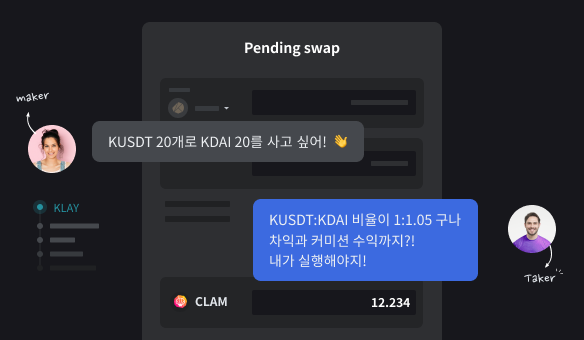 Pending swap
maker
KUSDT 20개로 KDAI 20를 사고 싶어! 👋
KLAY
KUSDT:KDAI 비율이 1:1.05 구나
차익과 커미션 수익까지?!
내가 실행해야지!
Taker
CLAM
12.234